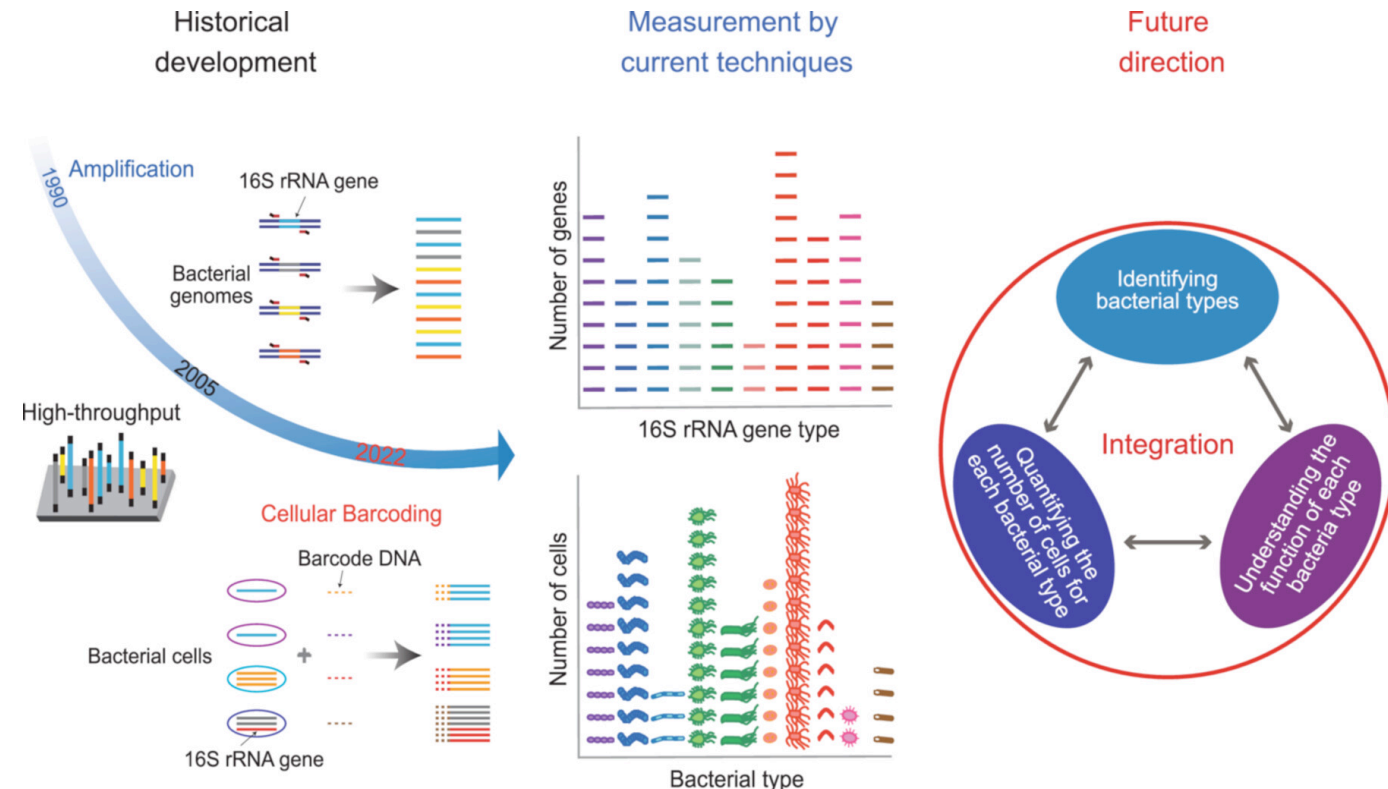 Historical
development
Measurement by
current techniques
Future
direction
1990
Amplification
16S rRNA gene
Bacterial
genomes
2005
High-throughput
2022
Cellular Barcoding
Barcode DNA
Bacterial cells
+
16S rRNA gene
Number of genes
16S rRNA gene type
Number of cells
Bacterial type
Identifying
bacterial types
Integration
Quantifying the
number of cells for
each bacterial type
Understanding the
function of each
bacteria type